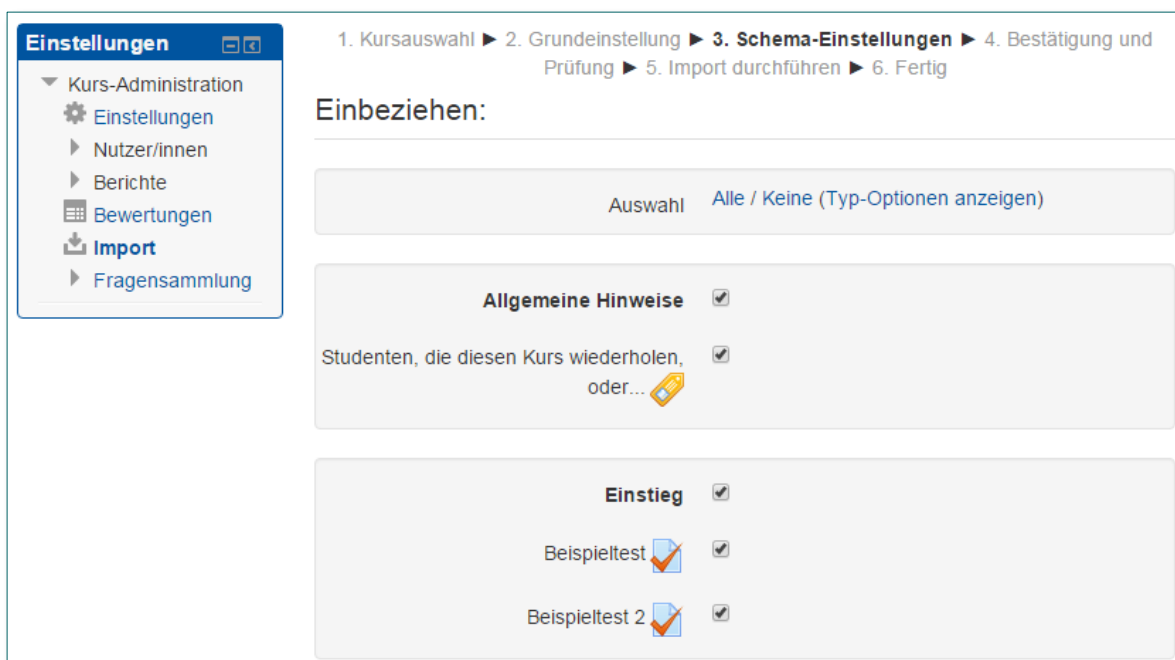 Einstellungen
Kurs-Administration
Einstellungen
Nutzer/innen
Berichte
Bewertungen
Import
Fragensammlung
1. Kursauswahl ► 2. Grundeinstellung ► 3. Schema-Einstellungen ► 4. Bestätigung und
Prüfung ► 5. Import durchführen ► 6. Fertig
Einbeziehen:
Auswahl Alle / Keine (Typ-Optionen anzeigen)
Allgemeine Hinweise
Studenten, die diesen Kurs wiederholen,
oder...
Einstieg
Beispieltest
Beispieltest 2